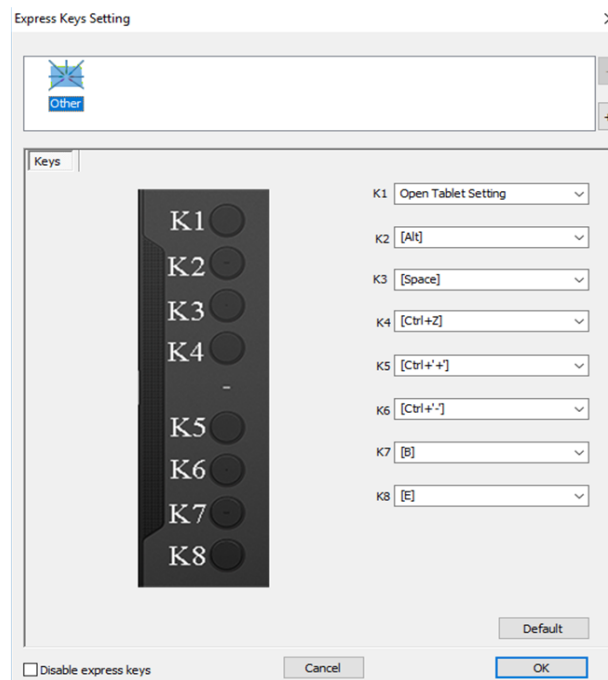 Express Keys Setting
Other
Keys
K1
K2
K3
K4
K5
K6
K7
K8
K1 Open Tablet Setting
K2 [Alt]
K3 [Space]
K4 [Ctrl+Z]
K5 [Ctrl+'+']
K6 [Ctrl+'-']
K7 [B]
K8 [E]
Default
Disable express keys Cancel OK